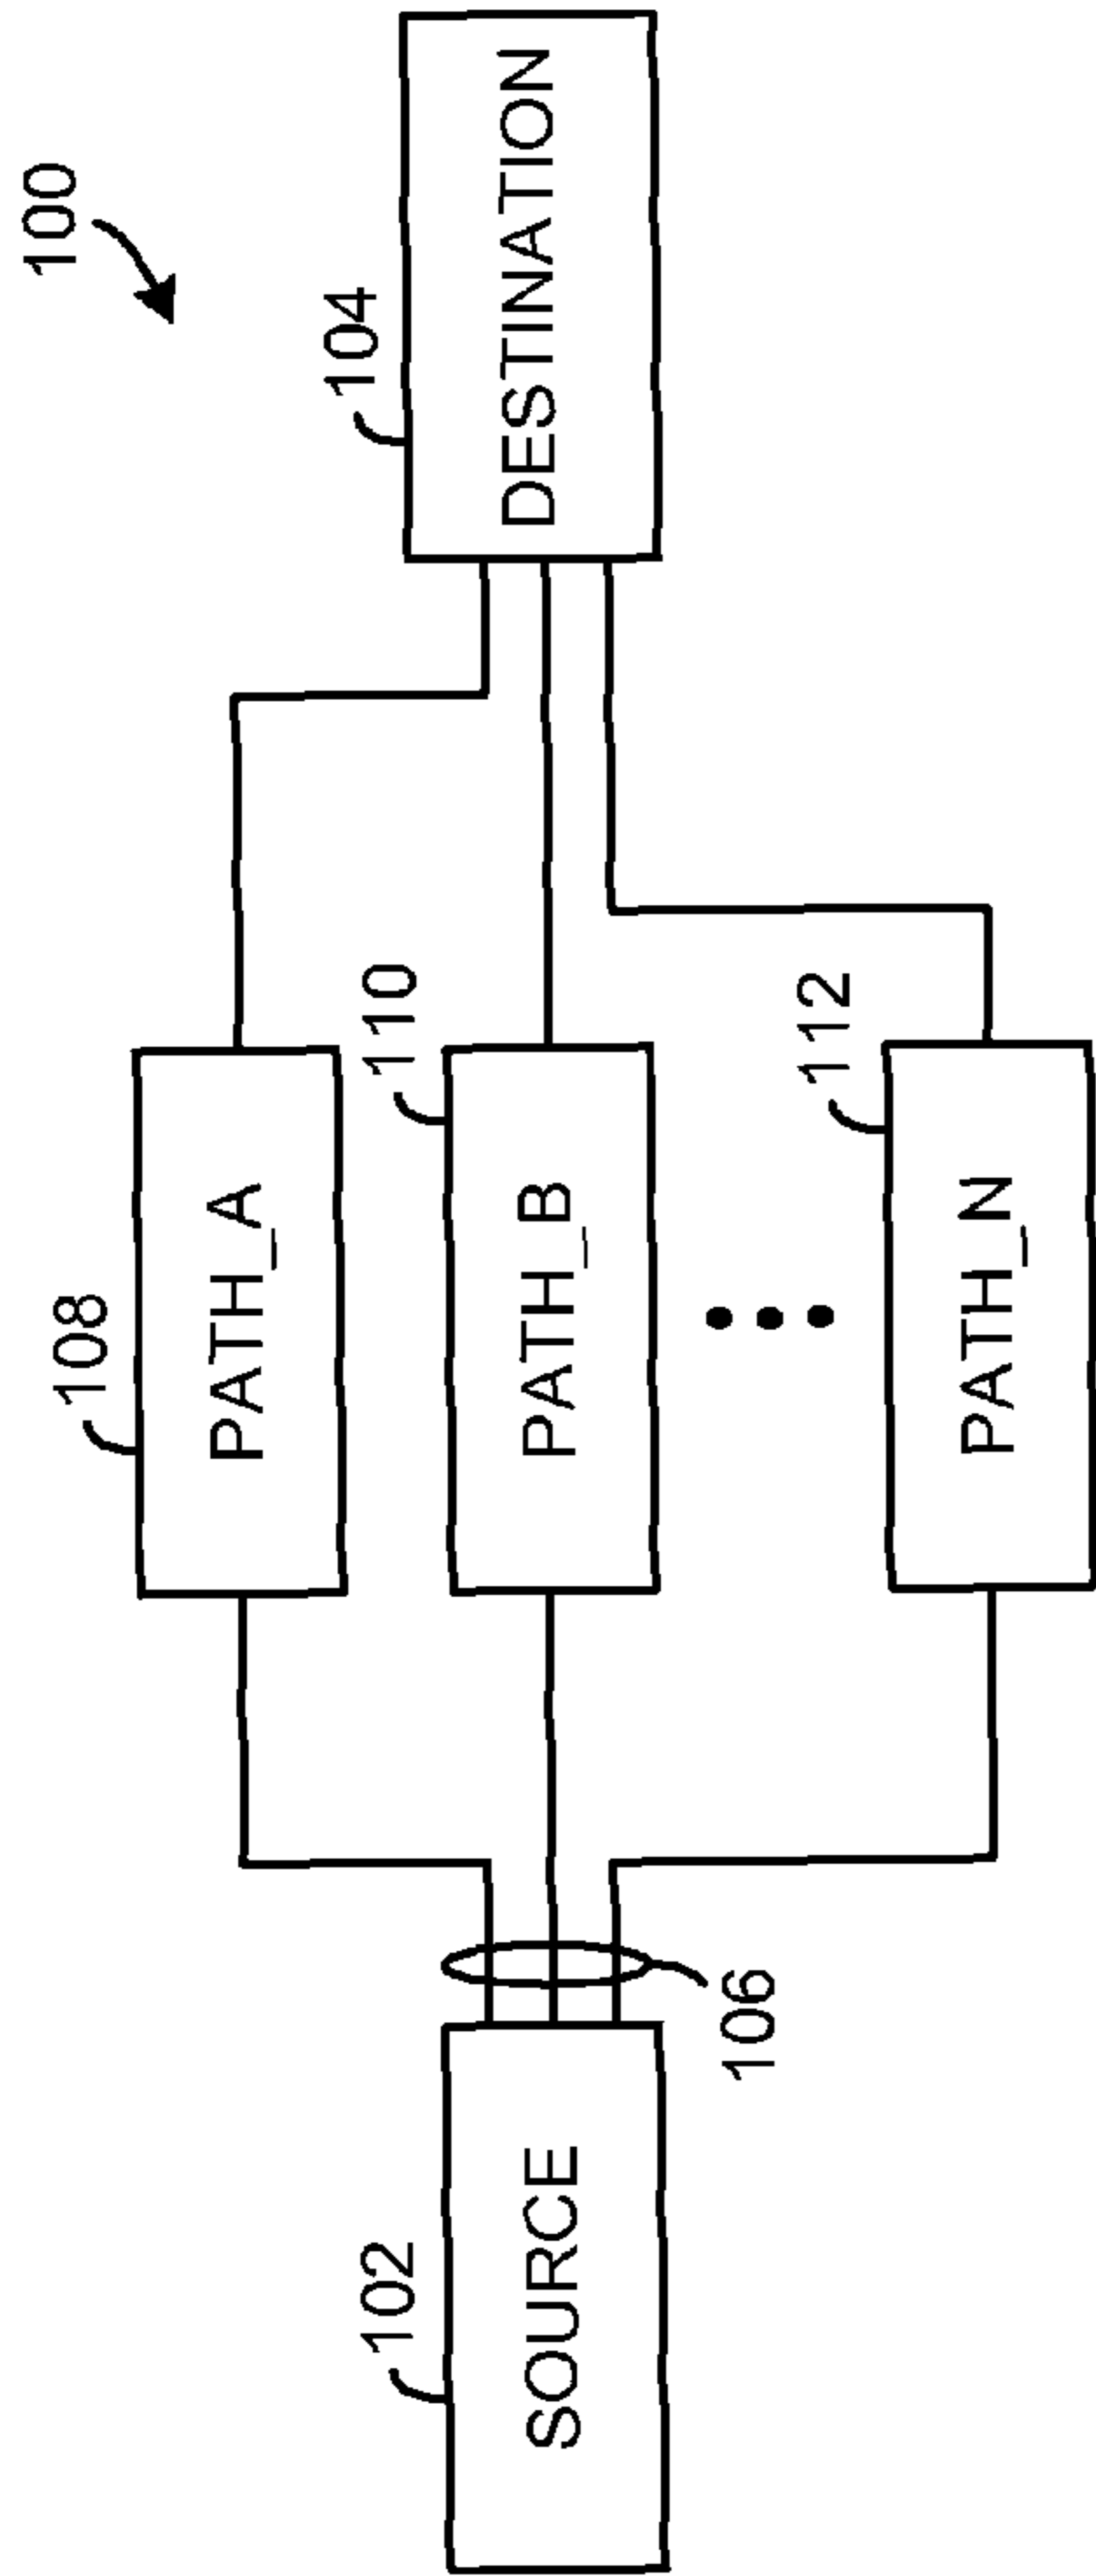 100
108
PATH_A
104
DESTINATION
102
SOURCE
106
110
PATH_B
112
PATH_N